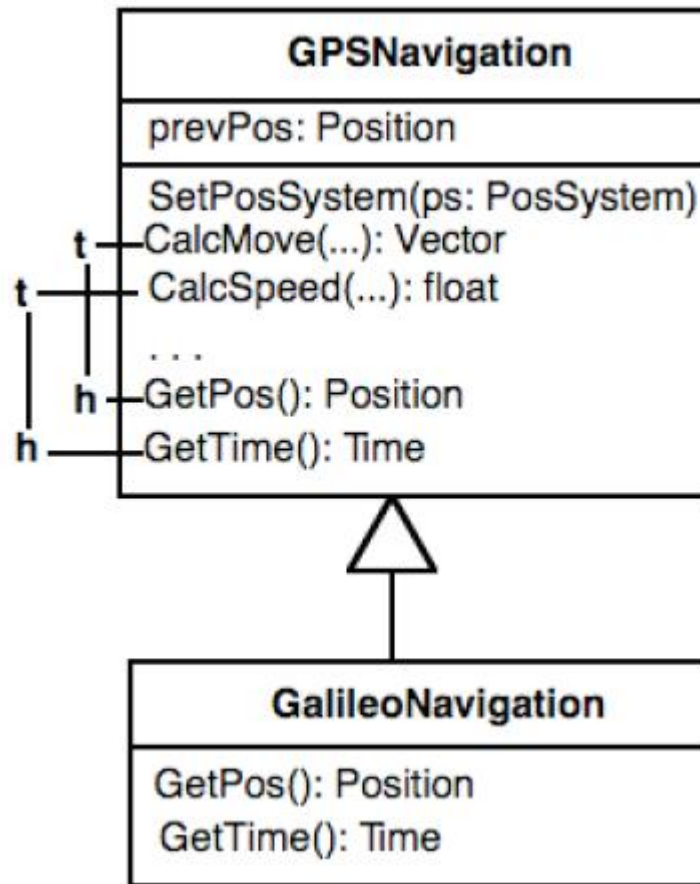 GPSNavigation
prevPos: Position
SetPosSystem(ps: PosSystem)
t CalcMove(...): Vector
t CalcSpeed(...): float
. . .
h GetPos(): Position
h GetTime(): Time
GalileoNavigation
GetPos(): Position
GetTime(): Time